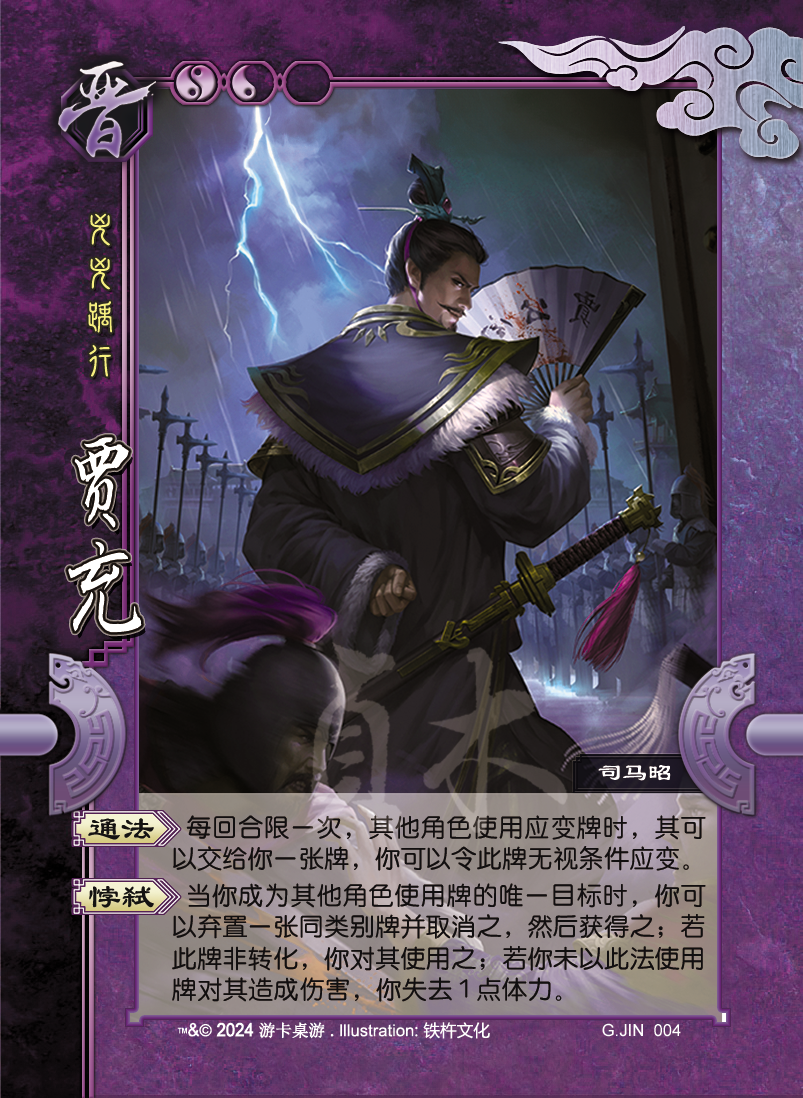 晋
兇兇踽行
贾充
賈公
司马昭
通法 每回合限一次，其他角色使用应变牌时，其可
以交给你一张牌，你可以令此牌无视条件应变。
悖弑 当你成为其他角色使用牌的唯一目标时，你可
以弃置一张同类别牌并取消之，然后获得之；若
此牌非转化，你对其使用之；若你未以此法使用
牌对其造成伤害，你失去1点体力。
™&© 2024 游卡桌游 . Illustration: 铁杵文化 G.JIN 004